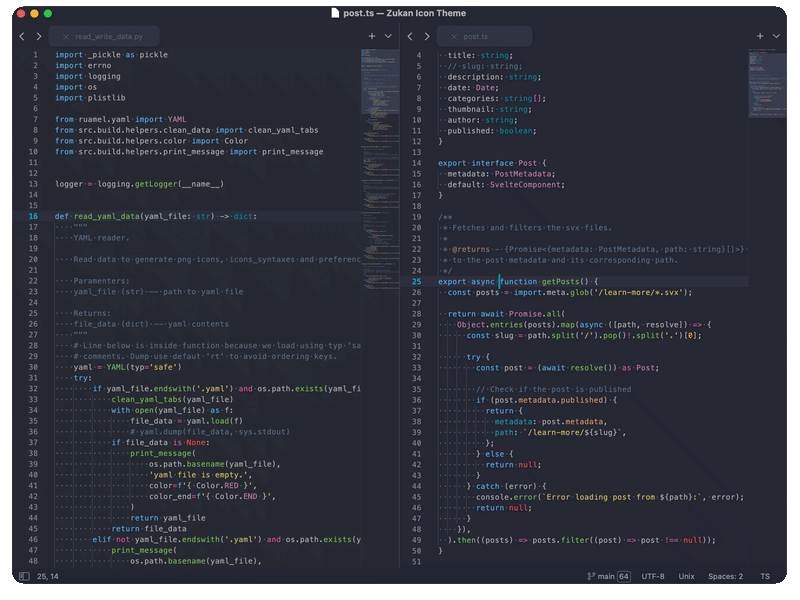 post.ts — Zukan Icon Theme
read_write_data.py
post.ts
1 import _pickle as pickle
2 import errno
3 import logging
4 import os
5 import plistlib
6
7 from ruamel.yaml import YAML
8 from src.build.helpers.clean_data import clean_yaml_tabs
9 from src.build.helpers.color import Color
10 from src.build.helpers.print_message import print_message
11
12
13 logger = logging.getLogger(__name__)
14
15
16 def read_yaml_data(yaml_file: str) -> dict:
17 """
18 YAML reader.
19
20 Read data to generate png icons, icons_syntaxes and preferenc
21
22 Paramenters:
23 yaml_file (str) -- path to yaml file
24
25 Returns:
26 file_data (dict) -- yaml contents
27 """
28 # Line below is inside function because we load using typ 'sa
29 # comments. Dump use defaut 'rt' to avoid ordering keys.
30 yaml = YAML(typ='safe')
31 try:
32 if yaml_file.endswith('.yaml') and os.path.exists(yaml_fi
33 clean_yaml_tabs(yaml_file)
34 with open(yaml_file) as f:
35 file_data = yaml.load(f)
36 # yaml.dump(file_data, sys.stdout)
37 if file_data is None:
38 print_message(
39 os.path.basename(yaml_file),
40 'yaml file is empty.',
41 color=f'{ Color.RED }',
42 color_end=f'{ Color.END }',
43 )
44 return yaml_file
45 return file_data
46 elif not yaml_file.endswith('.yaml') and os.path.exists(y
47 print_message(
48 os.path.basename(yaml_file),
4 title: string;
5 // slug: string;
6 description: string;
7 date: Date;
8 categories: string[];
9 thumbnail: string;
10 author: string;
11 published: boolean;
12 }
13
14 export interface Post {
15 metadata: PostMetadata;
16 default: SvelteComponent;
17 }
18
19 /**
20 * Fetches and filters the svx files.
21 *
22 * @returns - {Promise<{metadata: PostMetadata, path: string}[]>}
23 * to the post metadata and its corresponding path.
24 */
25 export async function getPosts() {
26 const posts = import.meta.glob('/learn-more/*.svx');
27
28 return await Promise.all(
29 Object.entries(posts).map(async ([path, resolve]) => {
30 const slug = path.split('/').pop()!.split('.')[0];
31
32 try {
33 const post = (await resolve()) as Post;
34
35 // Check if the post is published
36 if (post.metadata.published) {
37 return {
38 metadata: post.metadata,
39 path: `/learn-more/${slug}`,
40 };
41 } else {
42 return null;
43 }
44 } catch (error) {
45 console.error(`Error loading post from ${path}:`, error);
46 return null;
47 }
48 }),
49 ).then((posts) => posts.filter((post) => post !== null));
50 }
51
25, 14
main 64 UTF-8 Unix Spaces: 2 TS